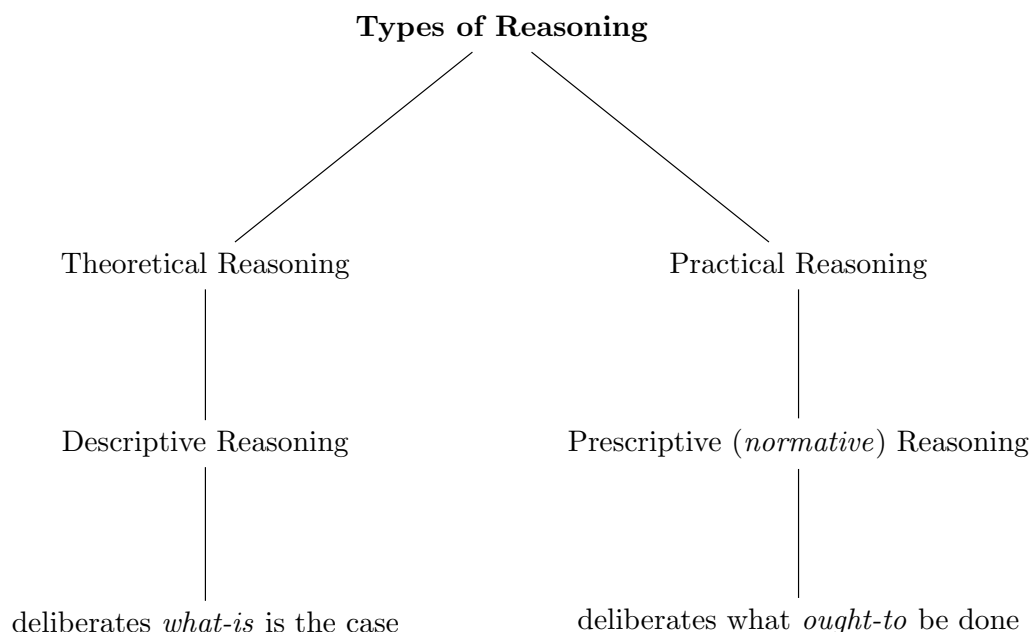 Types of Reasoning
Theoretical Reasoning
Practical Reasoning
Descriptive Reasoning
Prescriptive (normative) Reasoning
deliberates what-is is the case
deliberates what ought-to be done